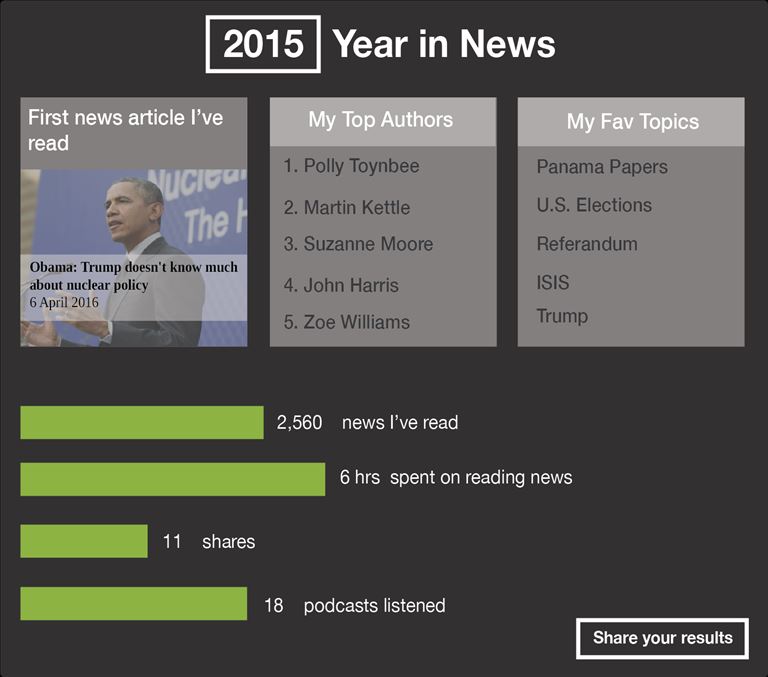 2015 Year in News
First news article I've
read
Nuclear
The H
Obama: Trump doesn't know much
about nuclear policy
6 April 2016
My Top Authors
1. Polly Toynbee
2. Martin Kettle
3. Suzanne Moore
4. John Harris
5. Zoe Williams
My Fav Topics
Panama Papers
U.S. Elections
Referandum
ISIS
Trump
2,560 news I've read
6 hrs spent on reading news
11 shares
18 podcasts listened
Share your results